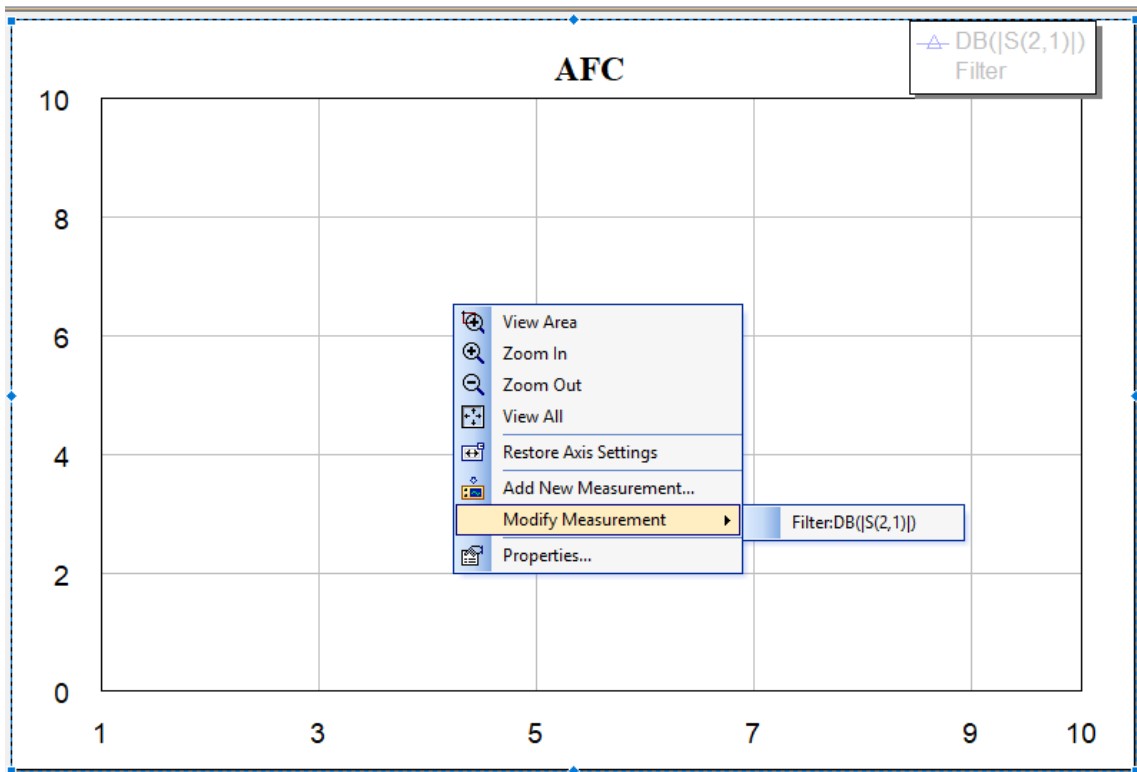 DB(|S(2,1)|)
Filter
AFC
10
8
6
4
2
0
View Area
Zoom In
Zoom Out
View All
Restore Axis Settings
Add New Measurement...
Modify Measurement
Filter:DB(|S(2,1)|)
Properties...
1 3 5 7 9 10